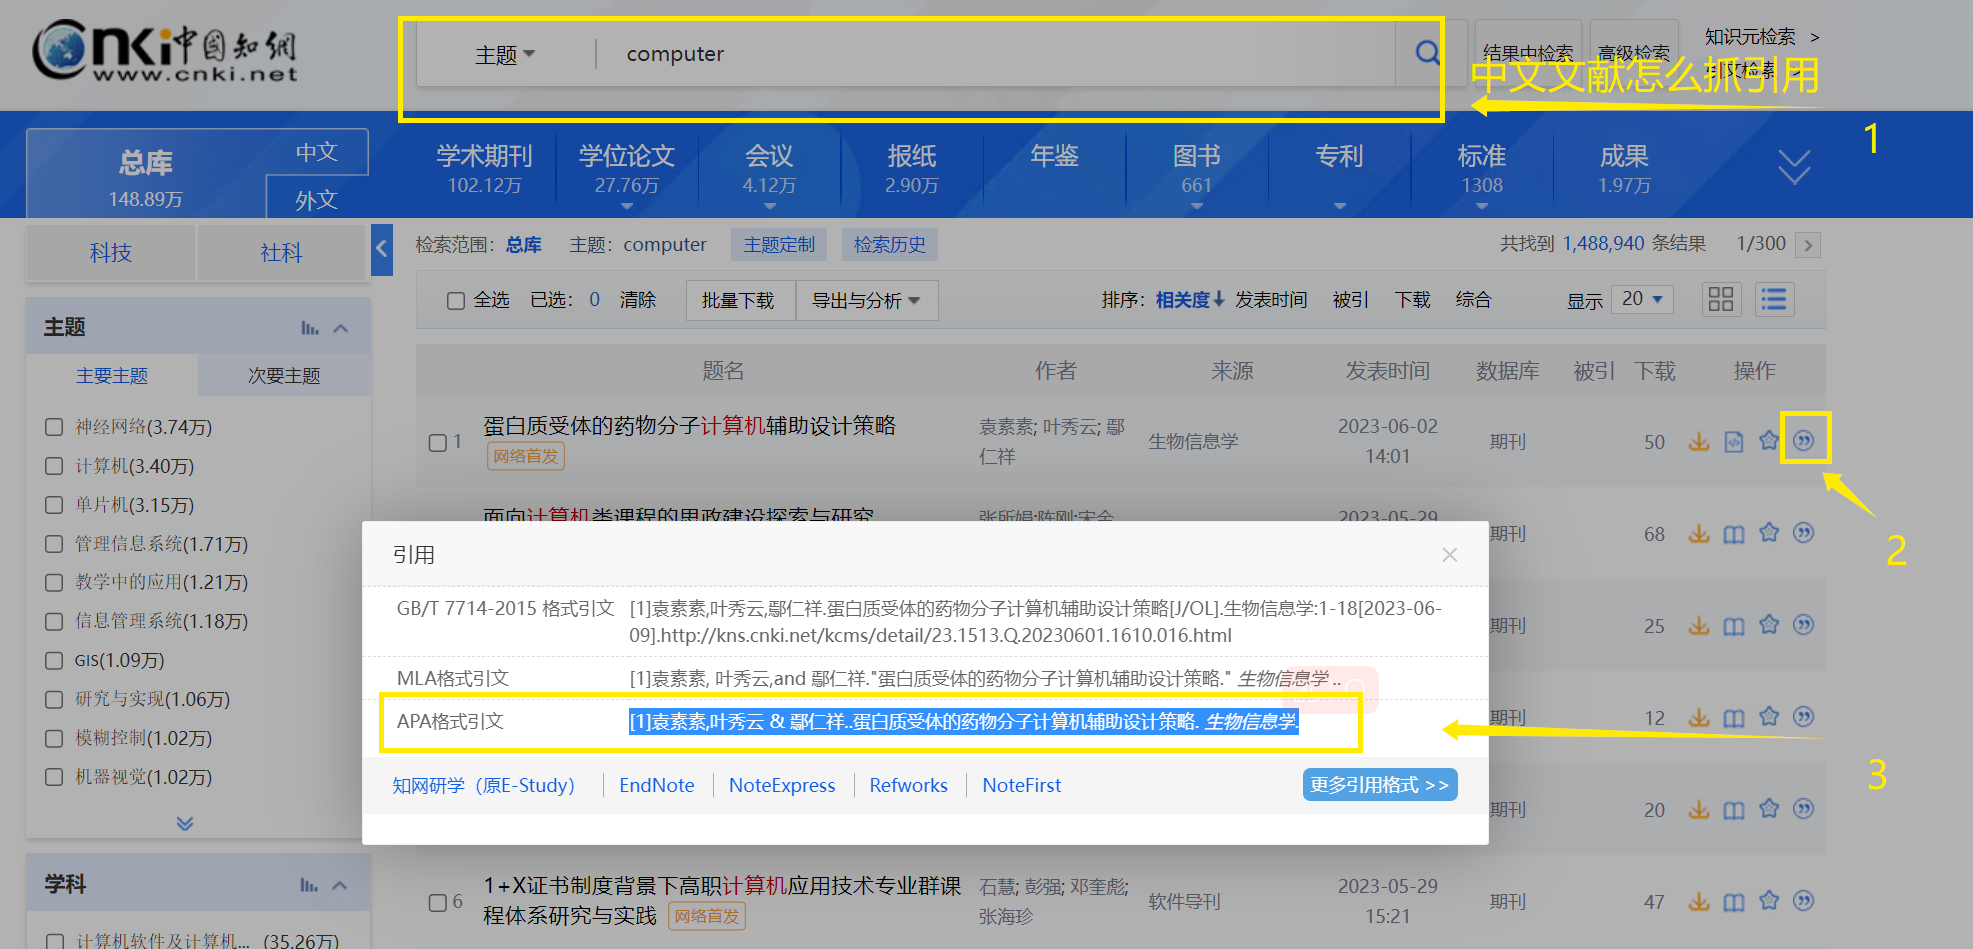 cnki中国知网
www.cnki.net
主题
computer
结果中检索
高级检索
知识元检索 >
引文检索 >
中文文献怎么抓引用
1
总库
148.89万
中文
外文
学术期刊
102.12万
学位论文
27.76万
会议
4.12万
报纸
2.90万
年鉴
图书
661
专利
标准
1308
成果
1.97万
科技
社科
检索范围：总库 主题：computer 主题定制 检索历史
共找到 1,488,940 条结果 1/300 >
全选 已选：0 清除 批量下载 导出与分析
排序：相关度↓ 发表时间 被引 下载 综合 显示 20
主题
主要主题 次要主题
神经网络(3.74万)
计算机(3.40万)
单片机(3.15万)
管理信息系统(1.71万)
教学中的应用(1.21万)
信息管理系统(1.18万)
GIS(1.09万)
研究与实现(1.06万)
模糊控制(1.02万)
机器视觉(1.02万)
学科
计算机软件及计算机... (35.26万)
题名 作者 来源 发表时间 数据库 被引 下载 操作
1 蛋白质受体的药物分子计算机辅助设计策略
网络首发
袁素素; 叶秀云; 鄢
仁祥
生物信息学
2023-06-02
14:01
期刊 50
2
面向计算机类课程的思政建设探索与研究
2023-05-29
期刊 68
期刊 25
期刊 12
期刊 20
引用
GB/T 7714-2015 格式引文 [1]袁素素,叶秀云,鄢仁祥.蛋白质受体的药物分子计算机辅助设计策略[J/OL].生物信息学:1-18[2023-06-
09].http://kns.cnki.net/kcms/detail/23.1513.Q.20230601.1610.016.html
MLA格式引文 [1]袁素素, 叶秀云,and 鄢仁祥."蛋白质受体的药物分子计算机辅助设计策略." 生物信息学 ..
APA格式引文 [1]袁素素,叶秀云 & 鄢仁祥..蛋白质受体的药物分子计算机辅助设计策略. 生物信息学.
3
知网研学（原E-Study） EndNote NoteExpress Refworks NoteFirst 更多引用格式 >>
6 1+X证书制度背景下高职计算机应用技术专业群课
程体系研究与实践 网络首发
石慧; 彭强; 邓奎彪;
张海珍
软件导刊
2023-05-29
15:21
期刊 47